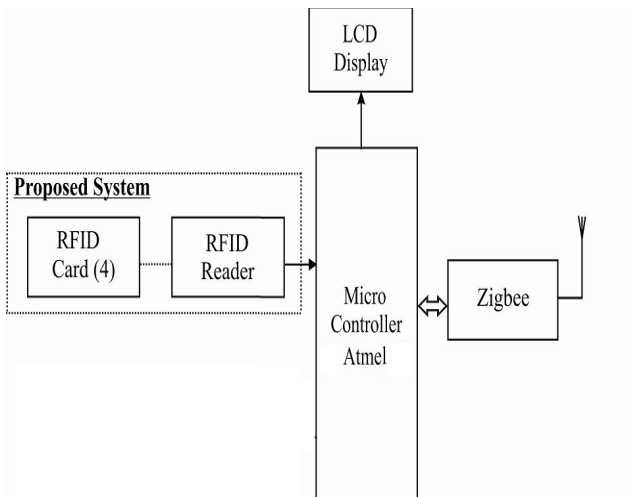 LCD
Display
Proposed System
RFID
Card (4)
RFID
Reader
Micro
Controller
Atmel
Zigbee